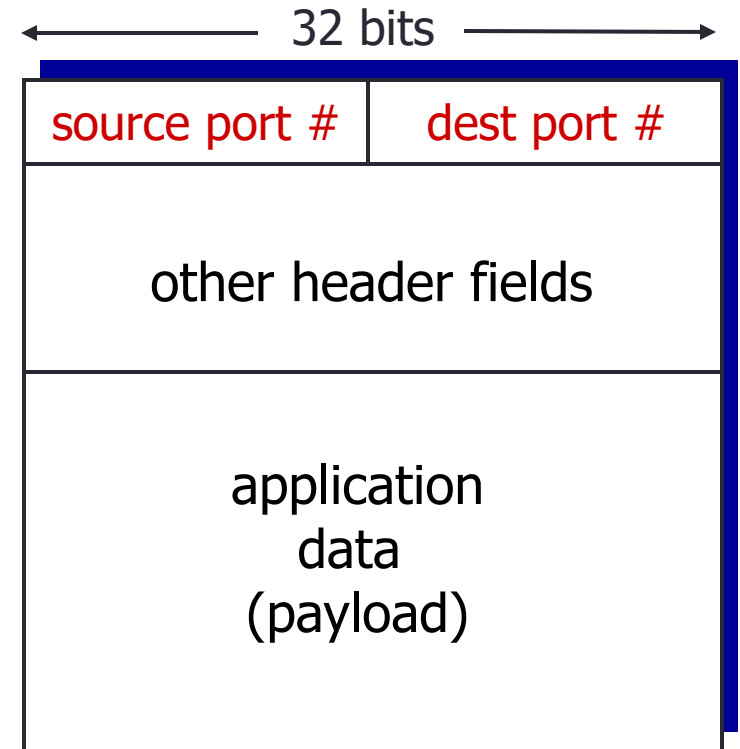 32 bits
source port # dest port #
other header fields
application
data
(payload)